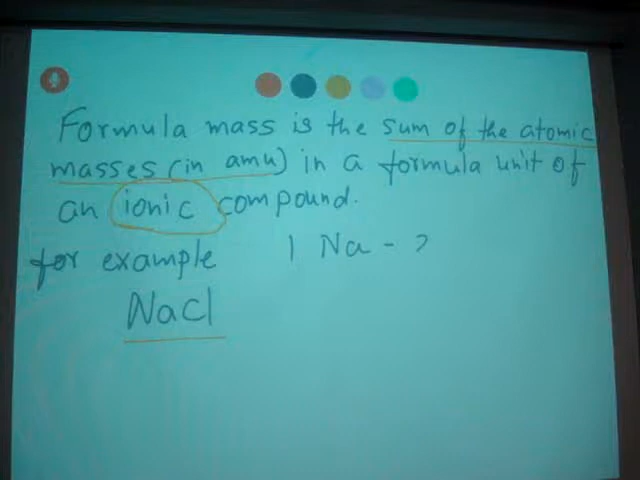 Formula mass is the sum of the atomic
masses (in amu) in a formula unit of
an ionic compound.
for example 1 Na - 2
NaCl